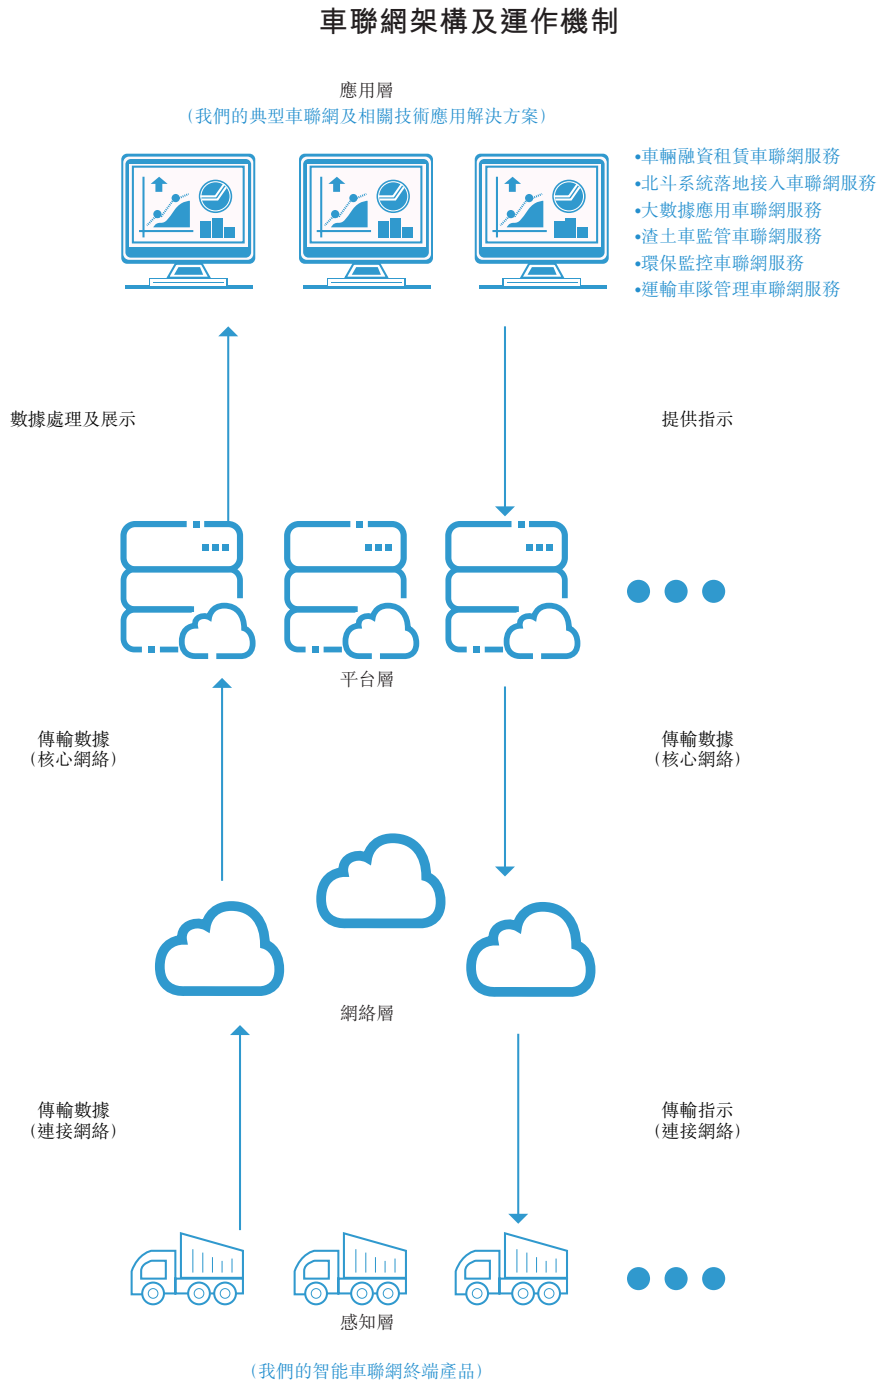 車聯網架構及運作機制
應用層
(我們的典型車聯網及相關技術應用解決方案)
•車輛融資租賃車聯網服務
•北斗系統落地接入車聯網服務
•大數據應用車聯網服務
•渣土車監管車聯網服務
•環保監控車聯網服務
•運輸車隊管理車聯網服務
數據處理及展示
提供指示
平台層
傳輸數據
(核心網絡)
傳輸數據
(核心網絡)
網絡層
傳輸數據
(連接網絡)
傳輸指示
(連接網絡)
感知層
(我們的智能車聯網終端產品)